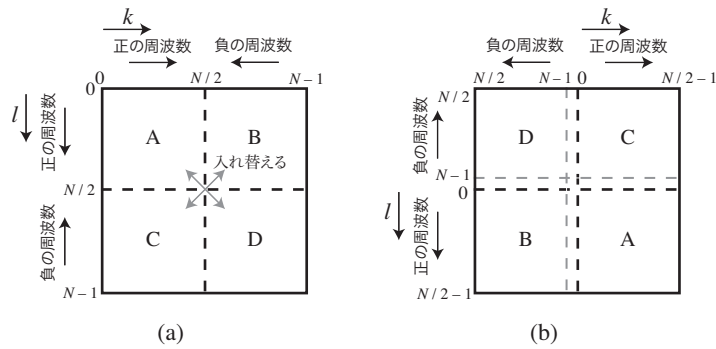 k
正の周波数 負の周波数
0 N/2 N−1
0
l
正の周波数
A B
入れ替える
N/2
負の周波数
C D
N−1
(a)
k
負の周波数 正の周波数
N/2 N−1 0 N/2−1
N/2
負の周波数
D C
N−1
0
l
正の周波数
B A
N/2−1
(b)